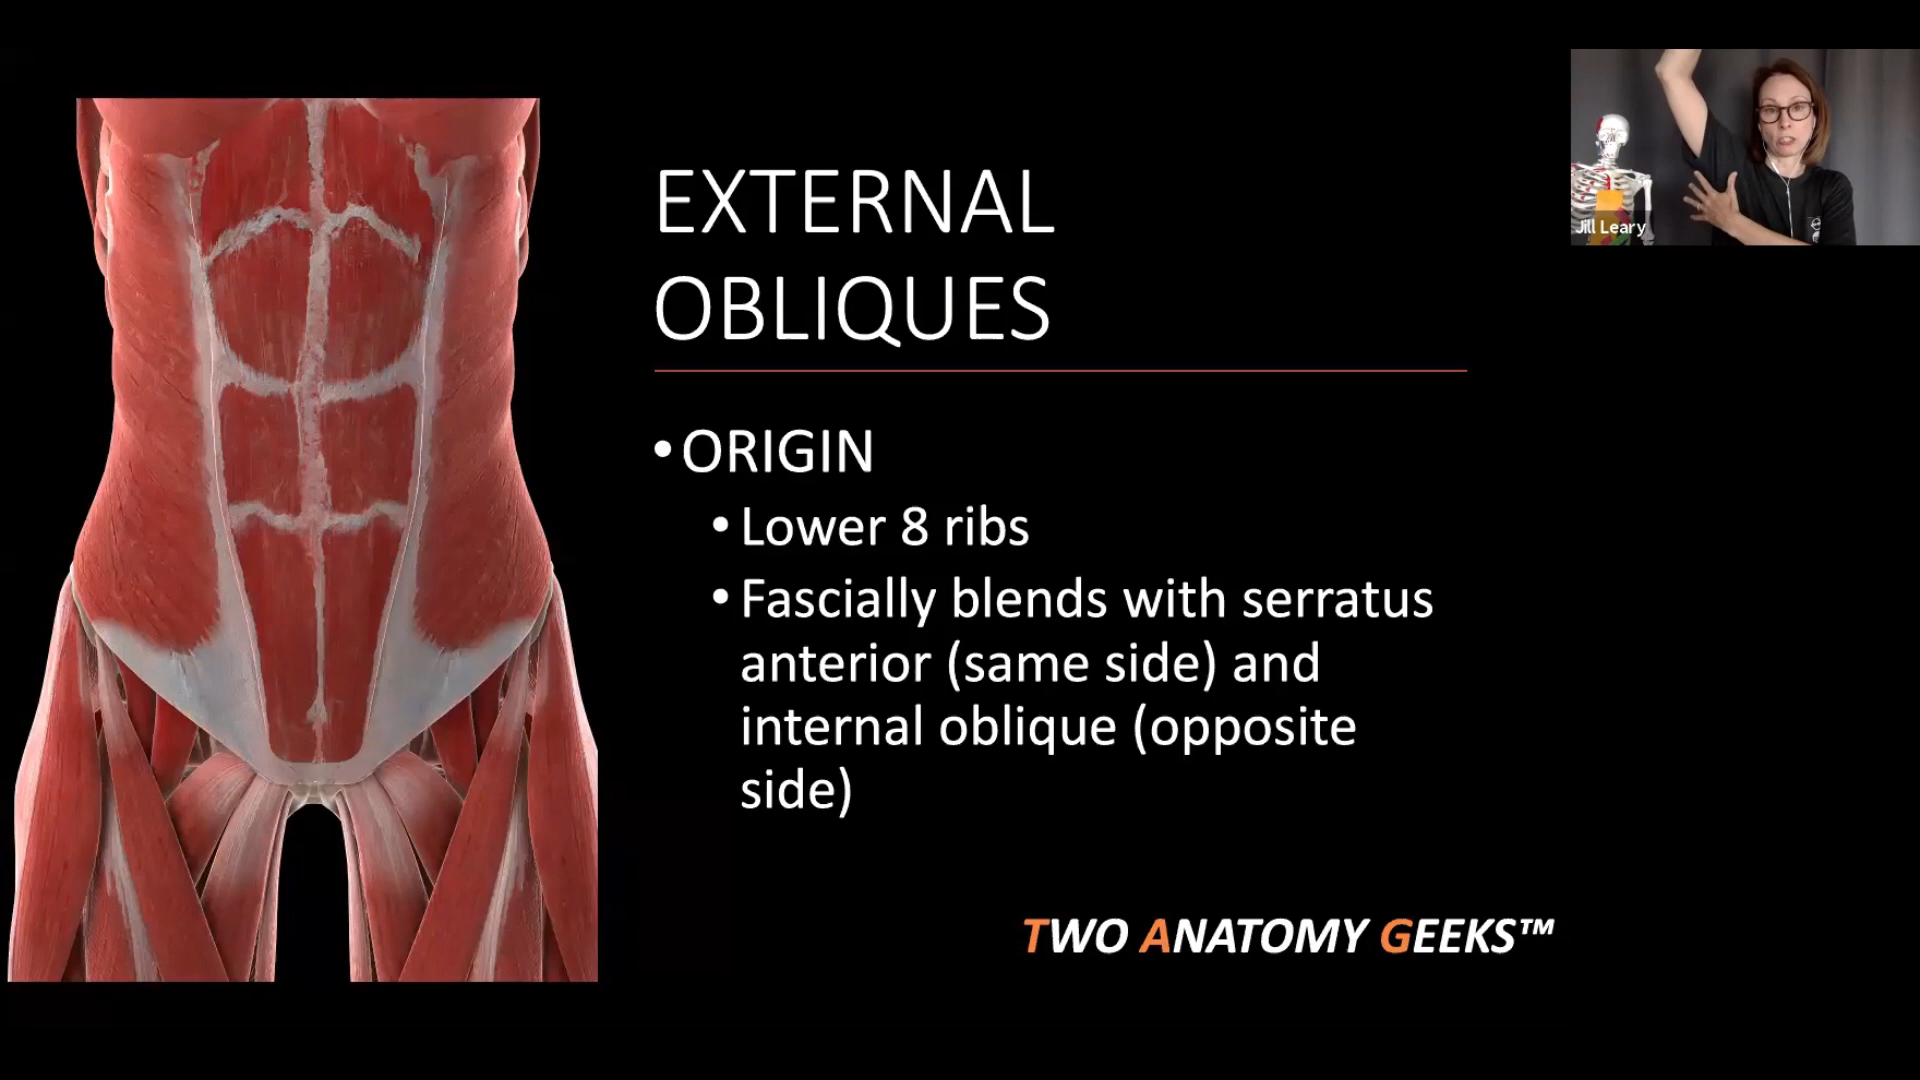 EXTERNAL
OBLIQUES
• ORIGIN
• Lower 8 ribs
• Fascially blends with serratus
anterior (same side) and
internal oblique (opposite
side)
TWO ANATOMY GEEKS™
Jill Leary